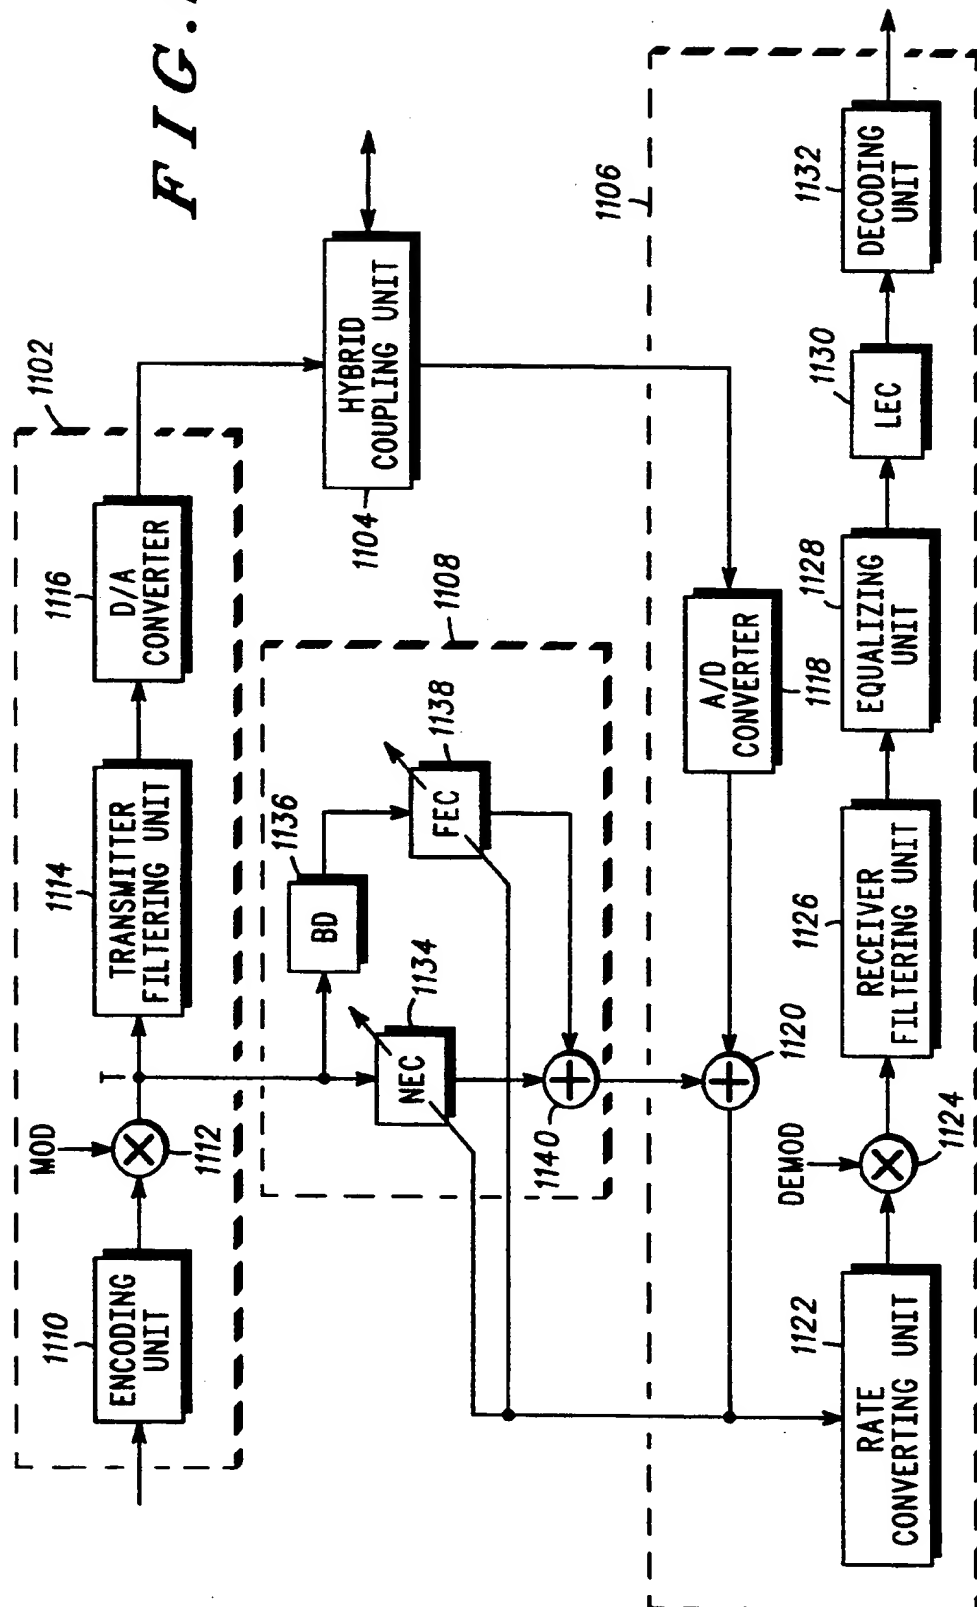 FIG.
1102
1110
ENCODING
UNIT
MOD
1112
T
1114
TRANSMITTER
FILTERING UNIT
1116
D/A
CONVERTER
HYBRID
COUPLING UNIT
1104
1108
1136
BD
1138
FEC
1134
NEC
1140
1106
A/D
CONVERTER
1118
1120
1122
RATE
CONVERTING UNIT
DEMOD
1124
1126
RECEIVER
FILTERING UNIT
1128
EQUALIZING
UNIT
1130
LEC
1132
DECODING
UNIT